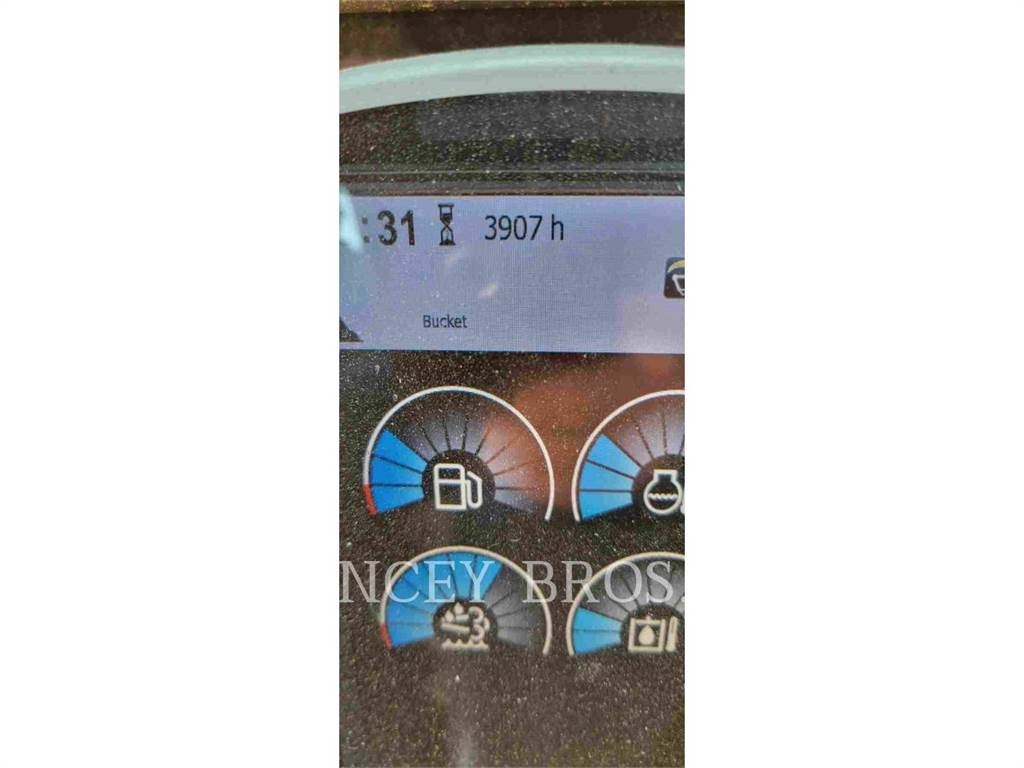 :31 3907 h
Bucket
NCEY BROS.